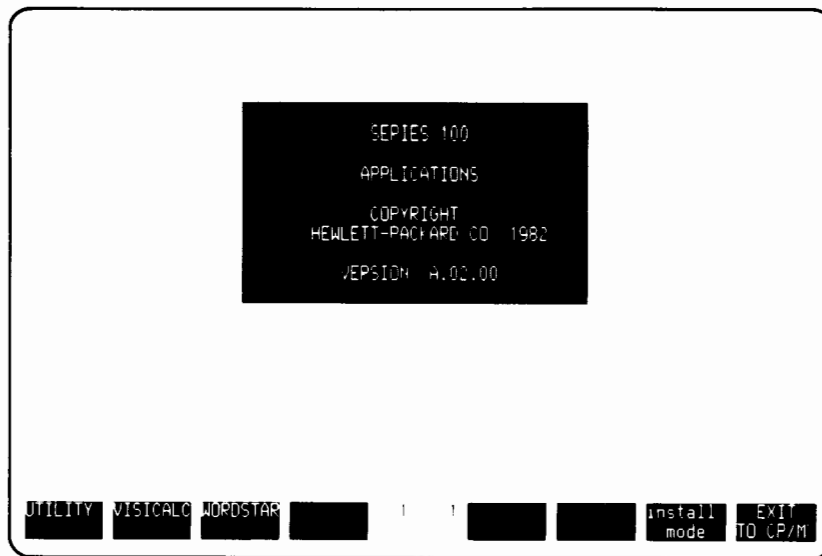 SERIES 100
APPLICATIONS
COPYRIGHT
HEWLETT-PACKARD CO 1982
VERSION A.02.00
UTILITY VISICALC WORDSTAR 1 1 install mode EXIT TO CP/M